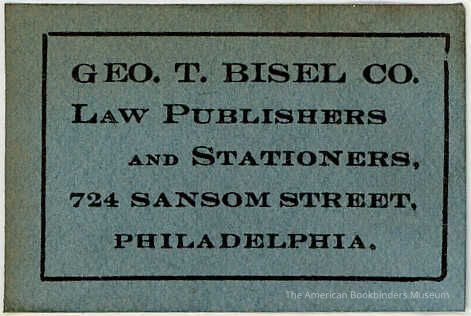 GEO. T. BISEL CO.
LAW PUBLISHERS
AND STATIONERS,
724 SANSOM STREET,
PHILADELPHIA.
The American Bookbinders Museum